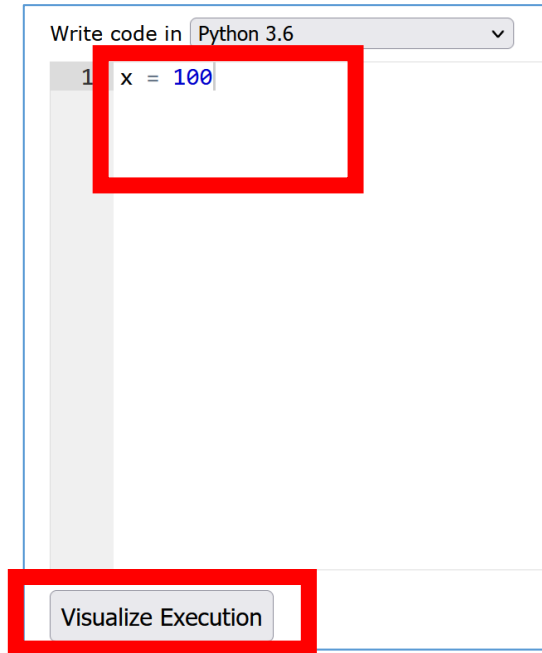 Write code in Python 3.6
1 x = 100
Visualize Execution